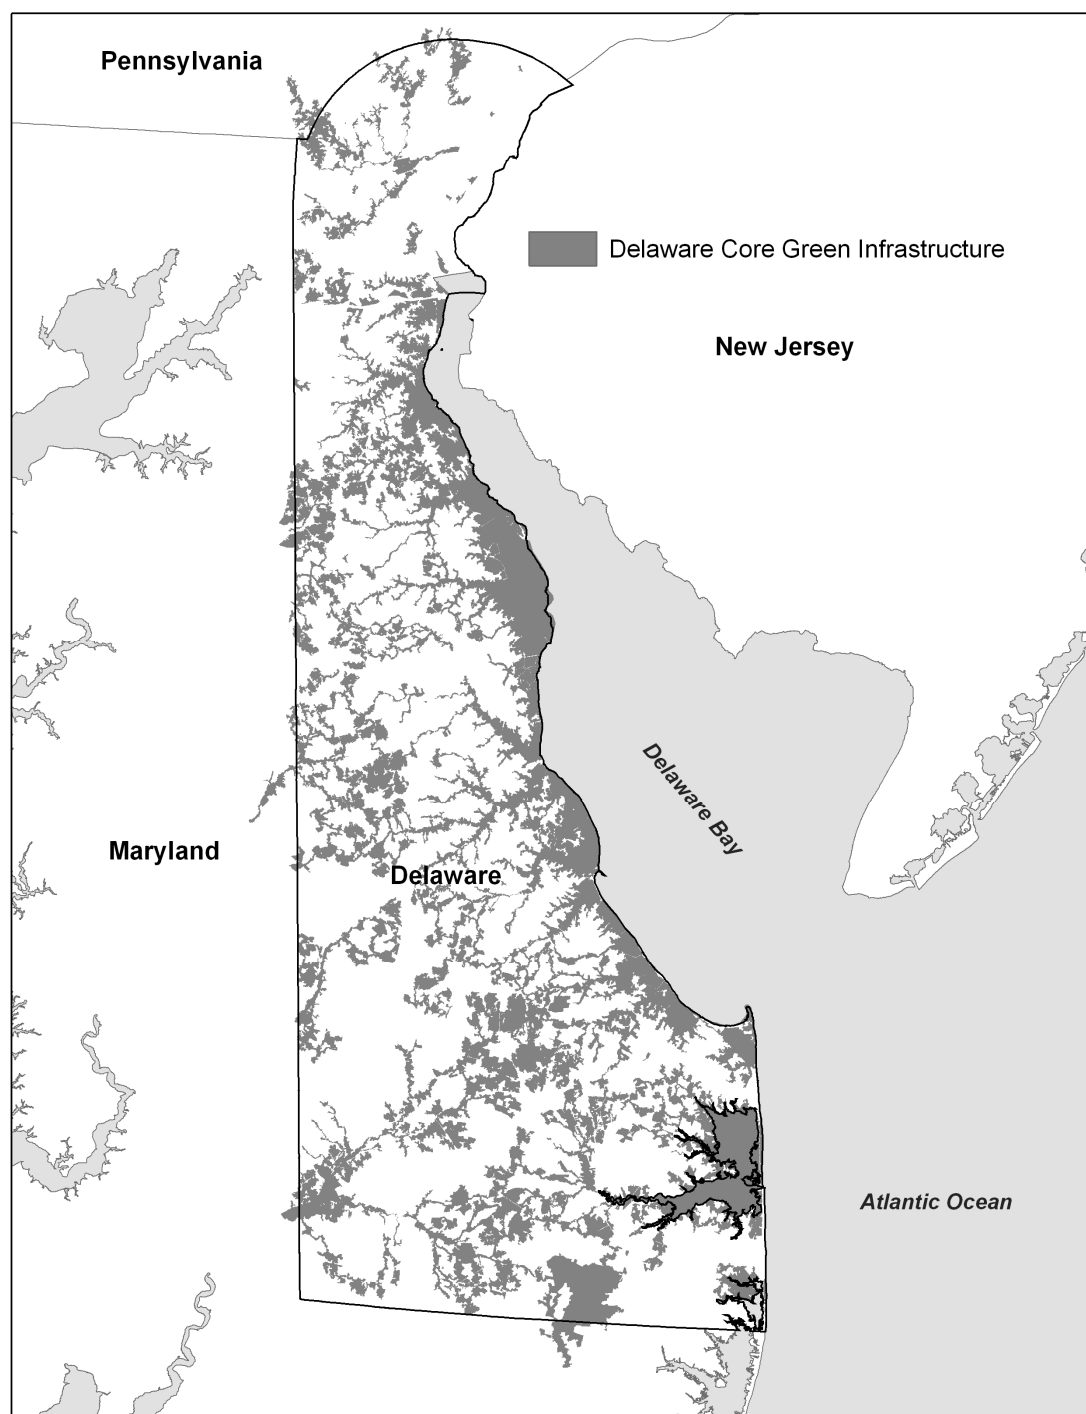 Pennsylvania
Delaware Core Green Infrastructure
New Jersey
Delaware Bay
Maryland
Delaware
Atlantic Ocean